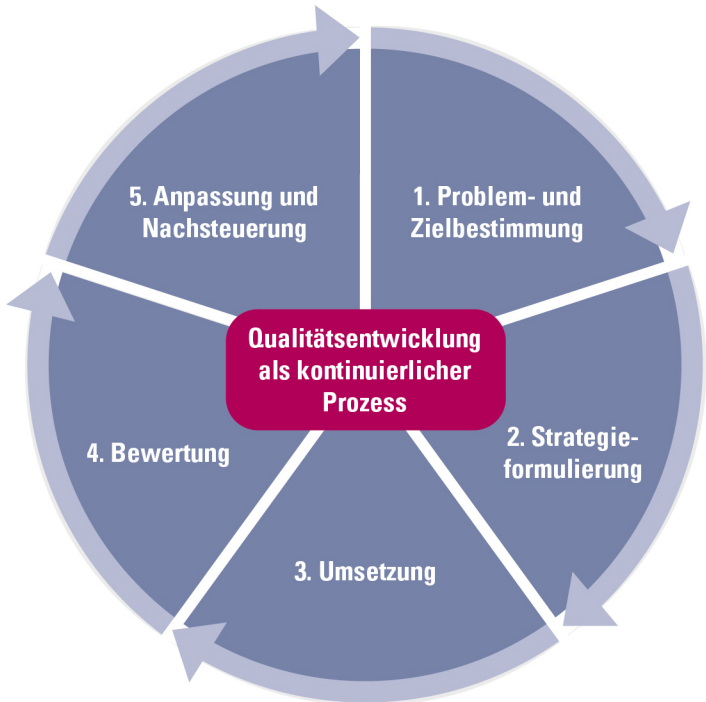 1. Problem- und
Zielbestimmung
2. Strategie-
formulierung
3. Umsetzung
4. Bewertung
5. Anpassung und
Nachsteuerung
Qualitätsentwicklung
als kontinuierlicher
Prozess